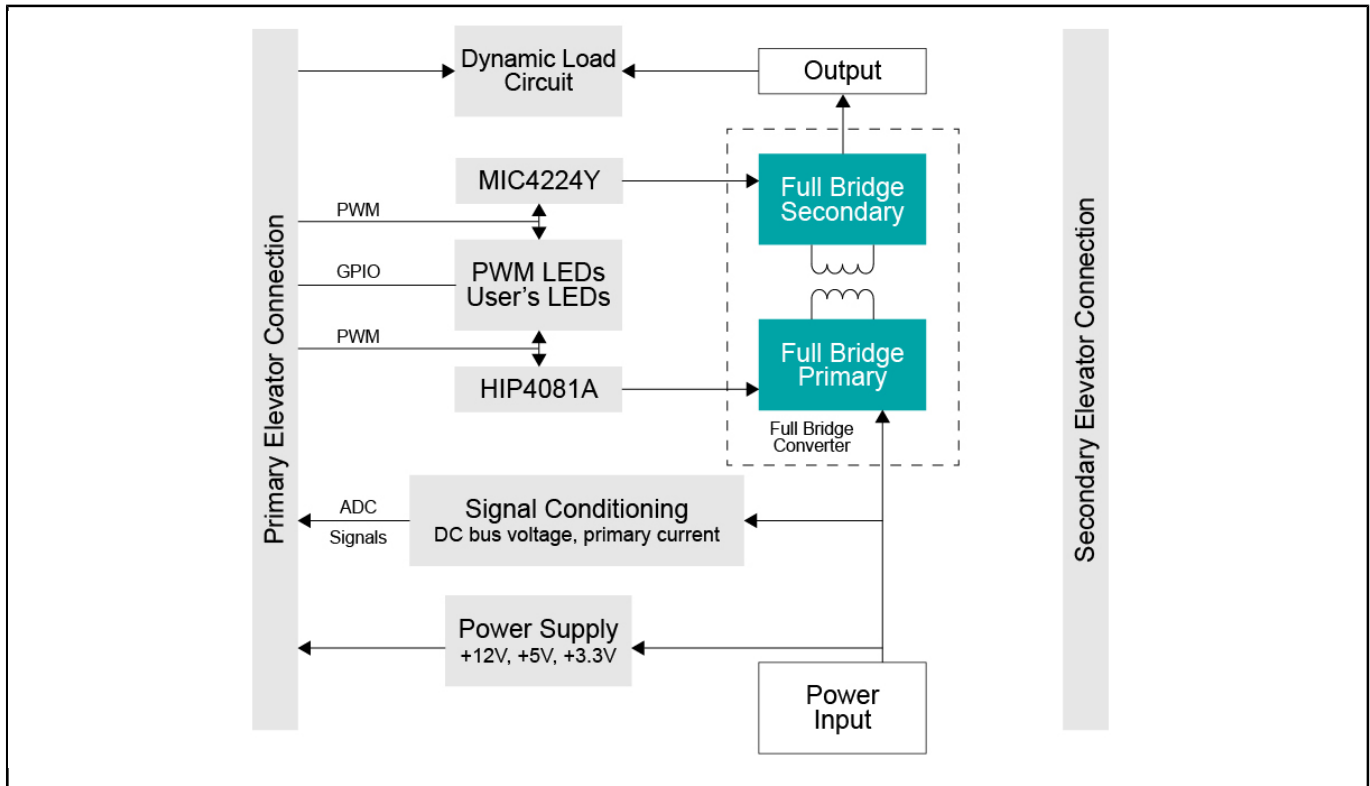 Primary Elevator Connection
Dynamic Load
Circuit
Output
MIC4224Y
Full Bridge
Secondary
PWM
GPIO
PWM LEDs
User's LEDs
PWM
HIP4081A
Full Bridge
Primary
Full Bridge
Converter
ADC
Signals
Signal Conditioning
DC bus voltage, primary current
Power Supply
+12V, +5V, +3.3V
Power
Input
Secondary Elevator Connection